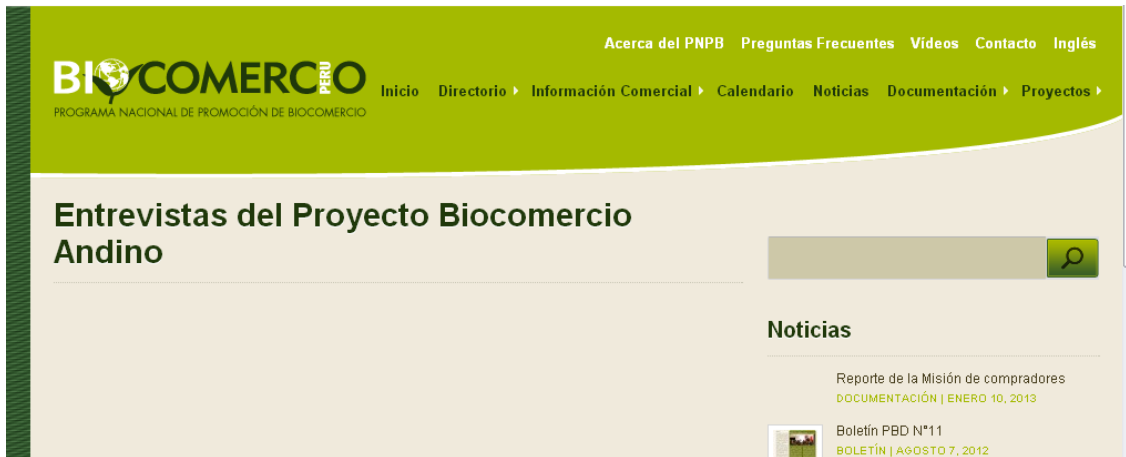 Acerca del PNPB Preguntas Frecuentes Vídeos Contacto Inglés
BIOCOMERCIO PERU
PROGRAMA NACIONAL DE PROMOCIÓN DE BIOCOMERCIO
Inicio Directorio Información Comercial Calendario Noticias Documentación Proyectos
Entrevistas del Proyecto Biocomercio
Andino
Noticias
Reporte de la Misión de compradores
DOCUMENTACIÓN | ENERO 10, 2013
Boletín PBD N°11
BOLETÍN | AGOSTO 7, 2012